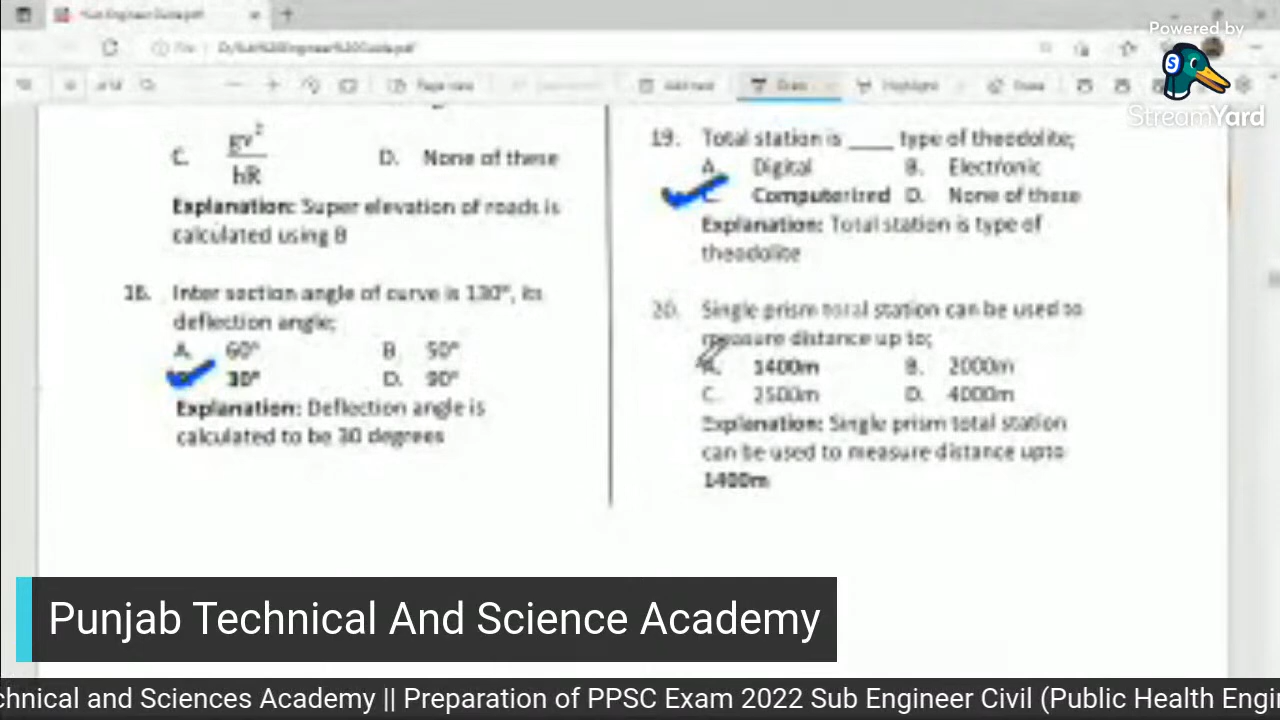 Powered by
StreamYard
C. gv²
hR
D. None of these
Explanation: Super elevation of roads is
calculated using B
16. Inter section angle of curve is 130°, its
deflection angle;
A. 60° B. 50°
30° D. 90°
Explanation: Deflection angle is
calculated to be 30 degrees
19. Total station is ____ type of theodolite;
A. Digital B. Electronic
C. Computerized D. None of these
Explanation: Total station is type of
theodolite
20. Single prism total station can be used to
measure distance up to;
A. 1400m B. 2000m
C. 2500m D. 4000m
Explanation: Single prism total station
can be used to measure distance upto
1400m
Punjab Technical And Science Academy
chnical and Sciences Academy || Preparation of PPSC Exam 2022 Sub Engineer Civil (Public Health Engi